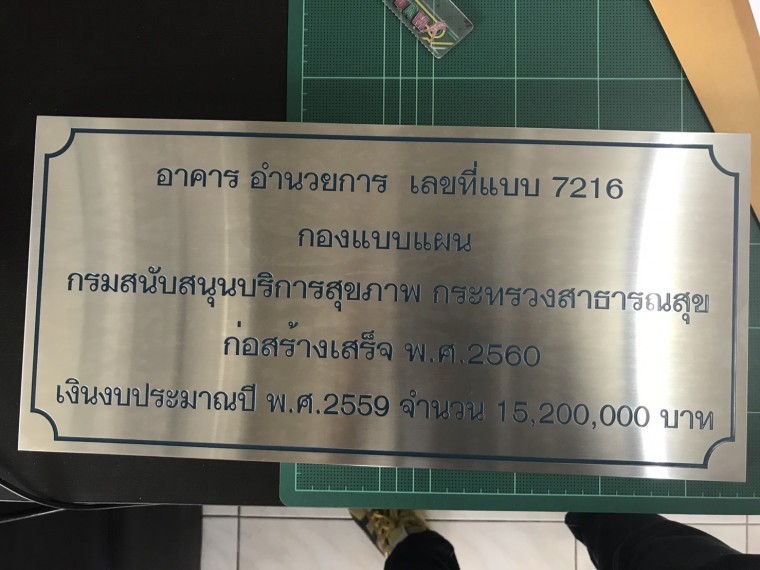 อาคาร อำนวยการ เลขที่แบบ 7216
กองแบบแผน
กรมสนับสนุนบริการสุขภาพ กระทรวงสาธารณสุข
ก่อสร้างเสร็จ พ.ศ.2560
เงินงบประมาณปี พ.ศ.2559 จำนวน 15,200,000 บาท